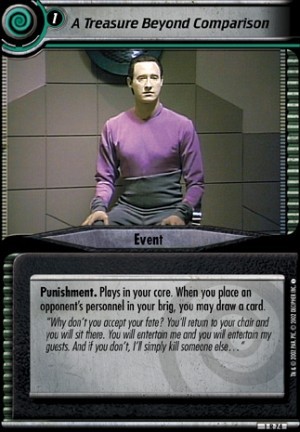 1 A Treasure Beyond Comparison
Event
Punishment. Plays in your core. When you place an
opponent's personnel in your brig, you may draw a card.
"Why don't you accept your fate? You'll return to your chair and
you will sit there. You will entertain me and you will entertain
my guests. And if you don't, I'll simply kill someone else…"
1 R 74